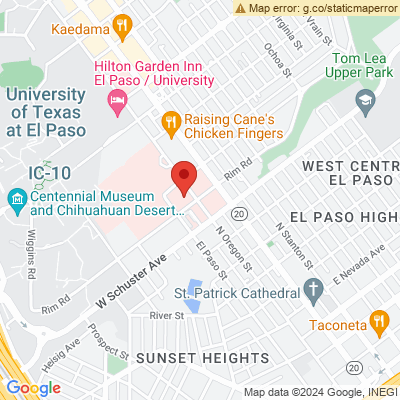 Map error: g.co/staticmaperror
Kaedama
Virginia St
Vrain St
Ochoa St
Tom Lea
Upper Park
Hilton Garden Inn
El Paso / University
University
of Texas
at El Paso
Raising Cane's
Chicken Fingers
Rim Rd
WEST CENTR
EL PASO
IC-10
Centennial Museum
and Chihuahuan Desert...
20
EL PASO HIGH
Wiggins Rd
W Schuster Ave
El Paso St
N Oregon St
N Stanton St
E Nevada Ave
Rim Rd
St. Patrick Cathedral
River St
Prospect St
Heisig Ave
Taconeta
SUNSET HEIGHTS
20
Google
Map data ©2024 Google, INEGI